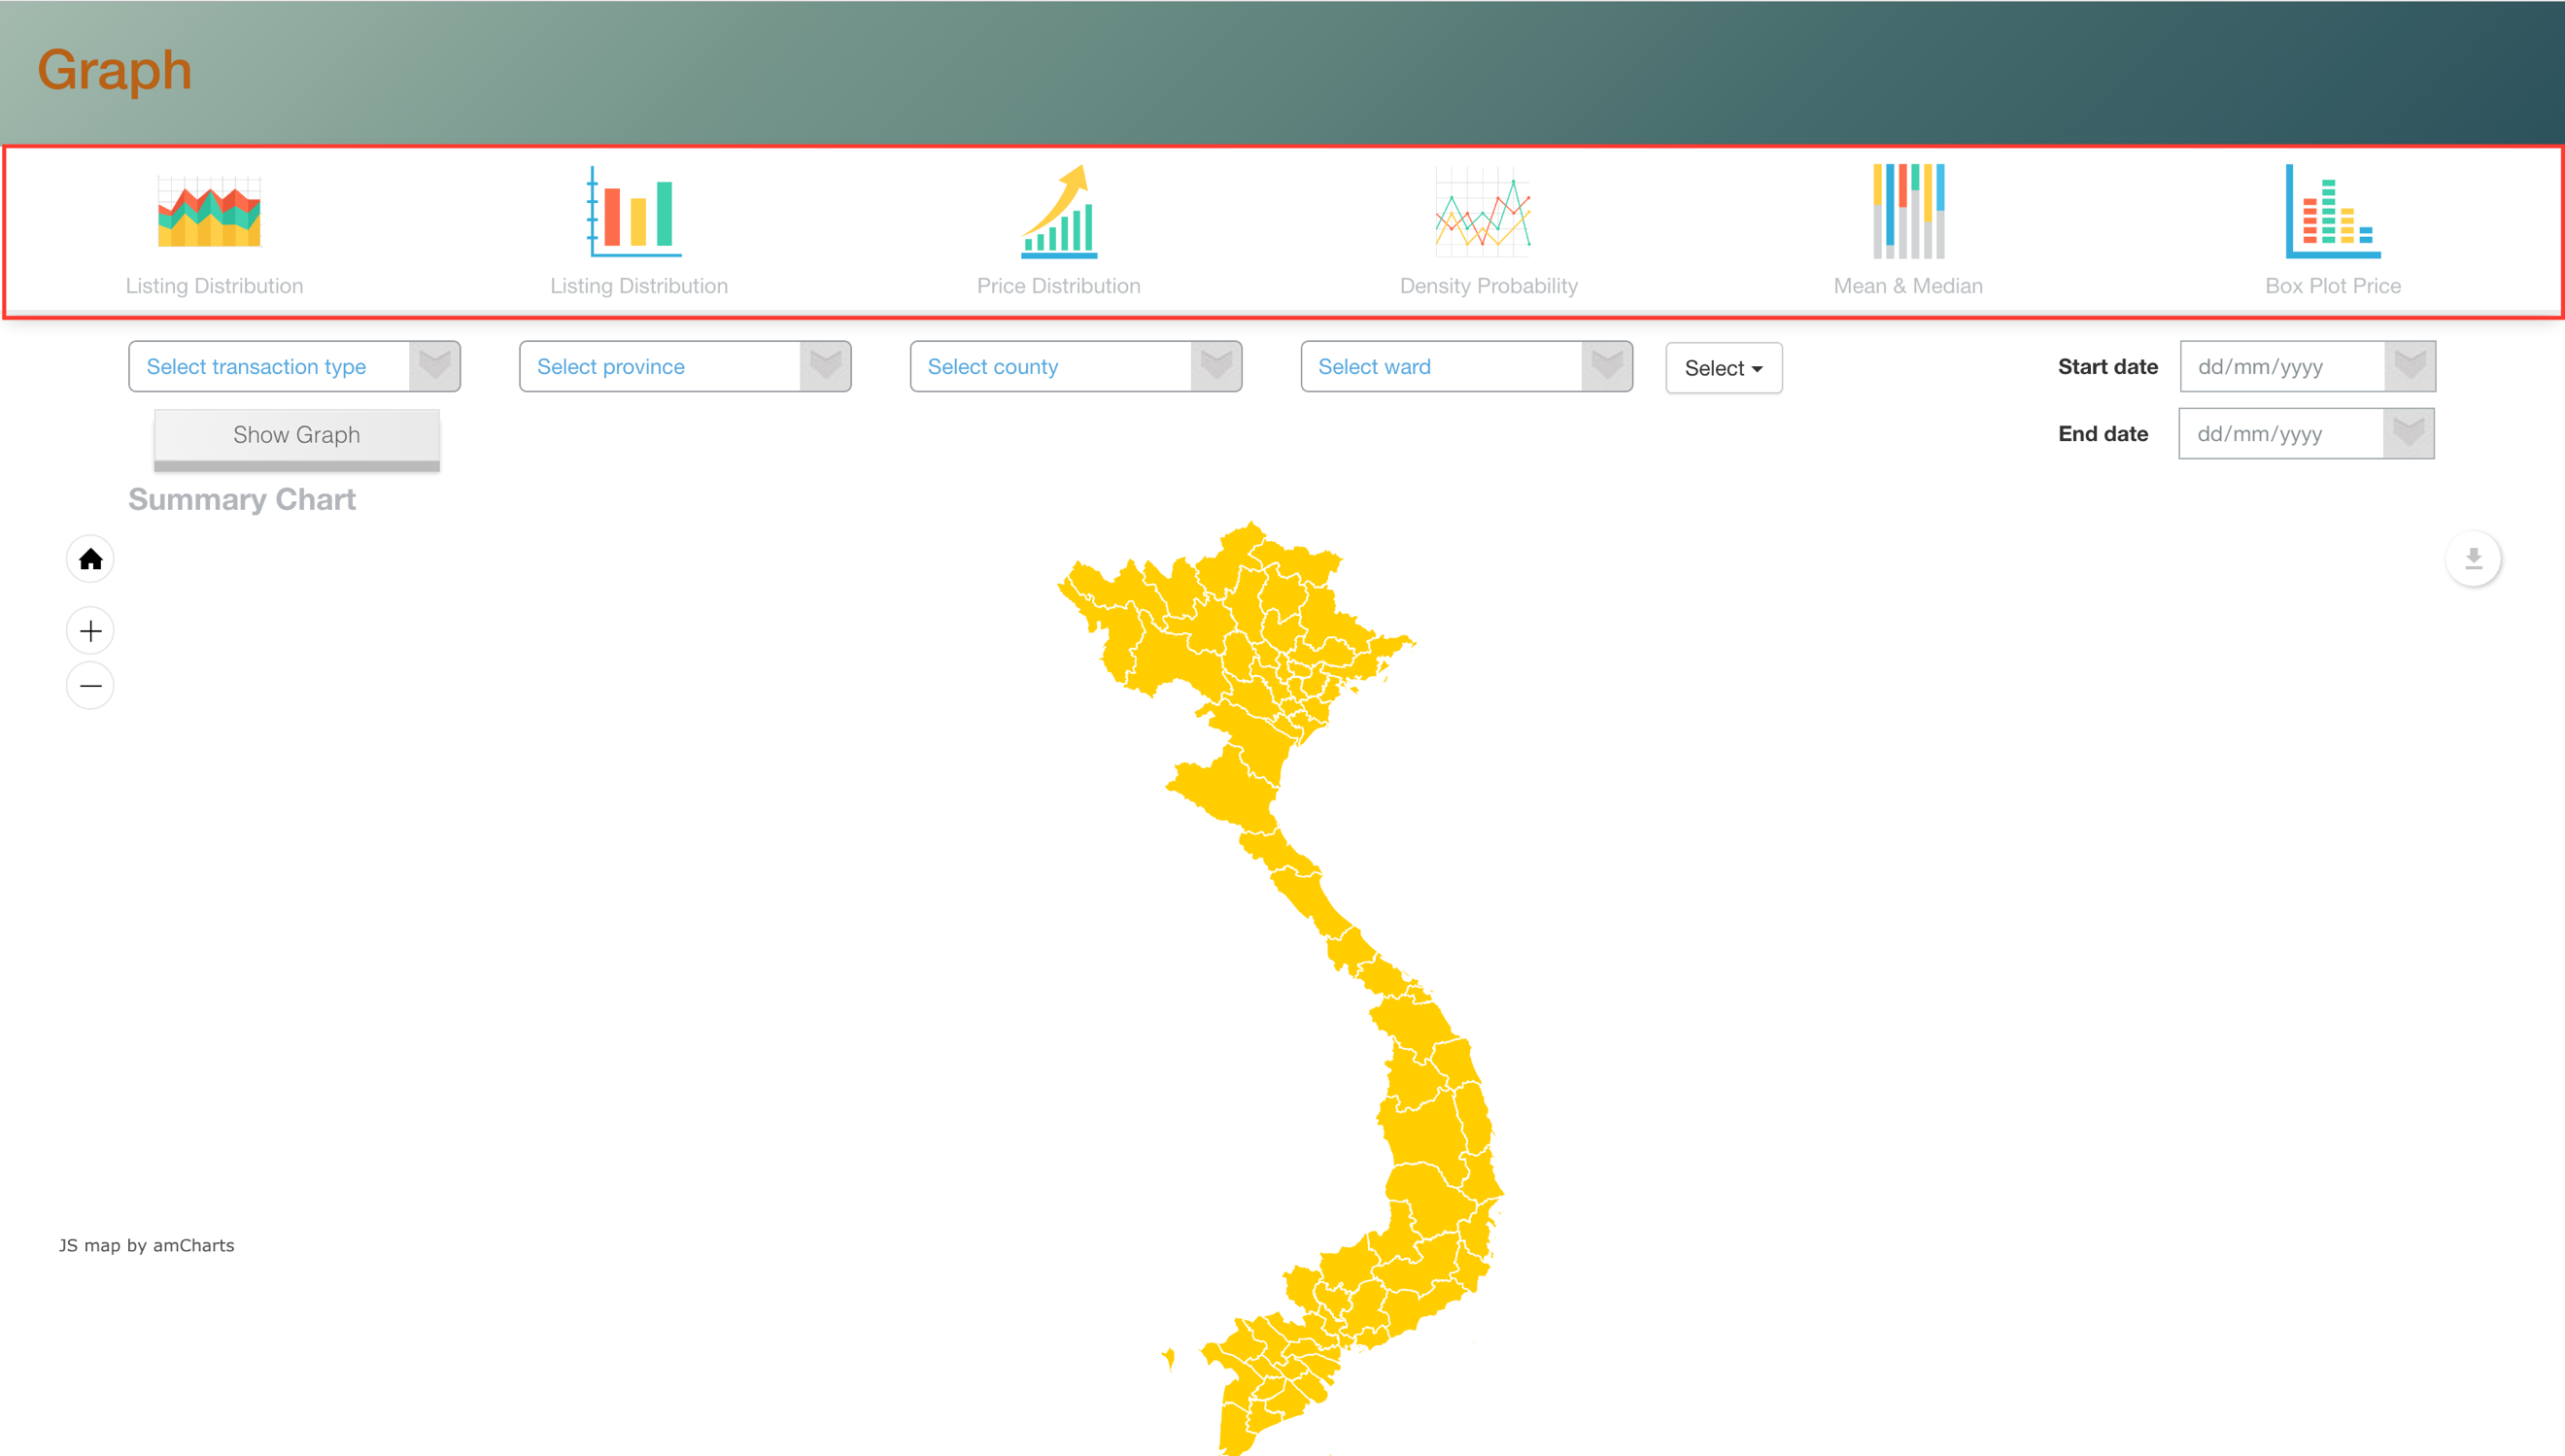 Graph
Listing Distribution
Listing Distribution
Price Distribution
Density Probability
Mean & Median
Box Plot Price
Select transaction type
Select province
Select county
Select ward
Select
Start date
dd/mm/yyyy
Show Graph
End date
dd/mm/yyyy
Summary Chart
JS map by amCharts